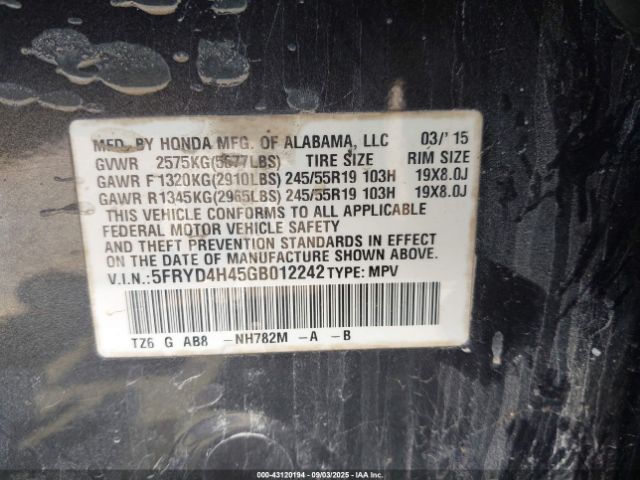 MFD. BY HONDA MFG. OF ALABAMA, LLC 03/'15
GVWR 2575KG(5677LBS) TIRE SIZE RIM SIZE
GAWR F1320KG(2910LBS) 245/55R19 103H 19X8.0J
GAWR R1345KG(2965LBS) 245/55R19 103H 19X8.0J
THIS VEHICLE CONFORMS TO ALL APPLICABLE
FEDERAL MOTOR VEHICLE SAFETY
AND THEFT PREVENTION STANDARDS IN EFFECT
ON THE DATE OF MANUFACTURE SHOWN ABOVE.
V.I.N.:5FRYD4H45GB012242 TYPE: MPV
TZ6 G AB8 -NH782M -A -B
00-43120194 - 09/03/2025 - IAAI.COM